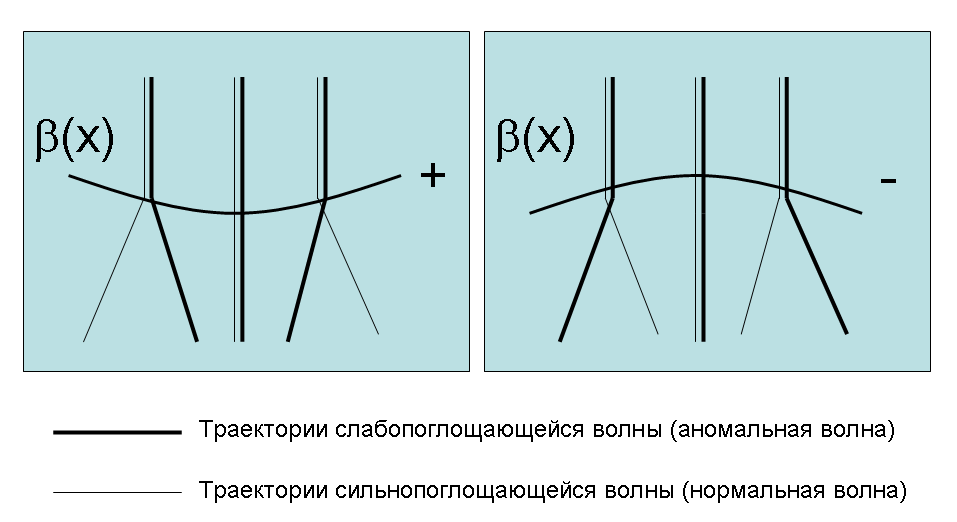 β(x)
+
β(x)
-
Траектории слабопоглощающейся волны (аномальная волна)
Траектории сильнопоглощающейся волны (нормальная волна)